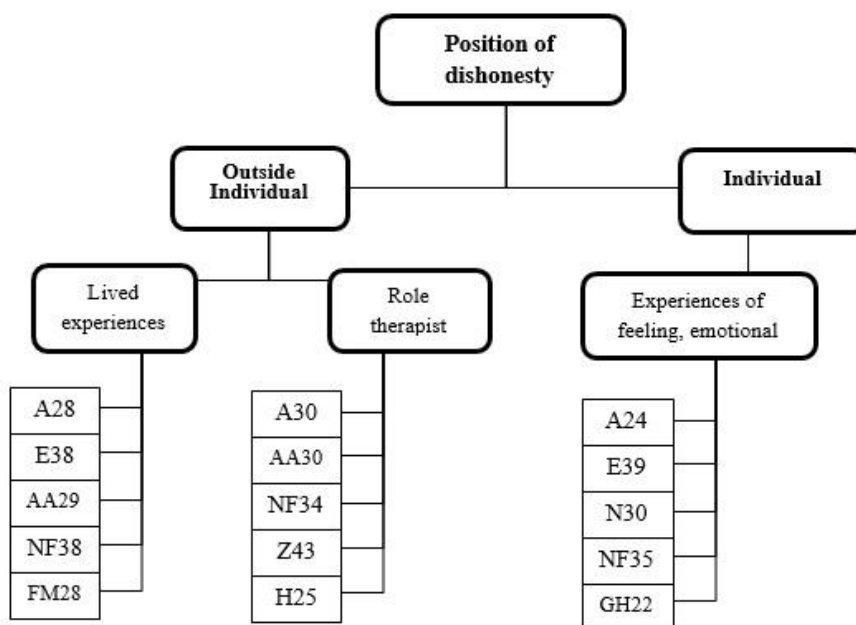 Position of
dishonesty
Outside
Individual
Individual
Lived
experiences
Role
therapist
Experiences of
feeling, emotional
A28
E38
AA29
NF38
FM28
A30
AA30
NF34
Z43
H25
A24
E39
N30
NF35
GH22